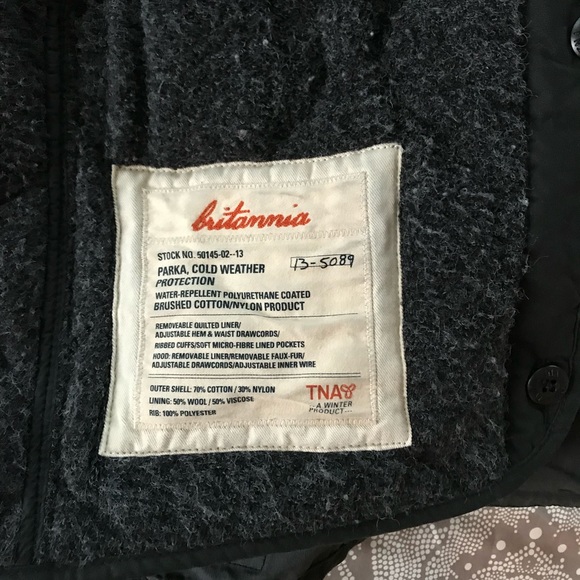 britannia
STOCK NO. 50145-02--13
PARKA, COLD WEATHER 13-5089
PROTECTION
WATER-REPELLENT POLYURETHANE COATED
BRUSHED COTTON/NYLON PRODUCT
REMOVEABLE QUILTED LINER/
ADJUSTABLE HEM & WAIST DRAWCORDS/
RIBBED CUFFS/SOFT MICRO-FIBRE LINED POCKETS
HOOD: REMOVABLE LINER/REMOVABLE FAUX-FUR/
ADJUSTABLE DRAWCORDS/ADJUSTABLE INNER WIRE
OUTER SHELL: 70% COTTON / 30% NYLON
LINING: 50% WOOL / 50% VISCOSE
RIB: 100% POLYESTER
TNA
A WINTER
PRODUCT